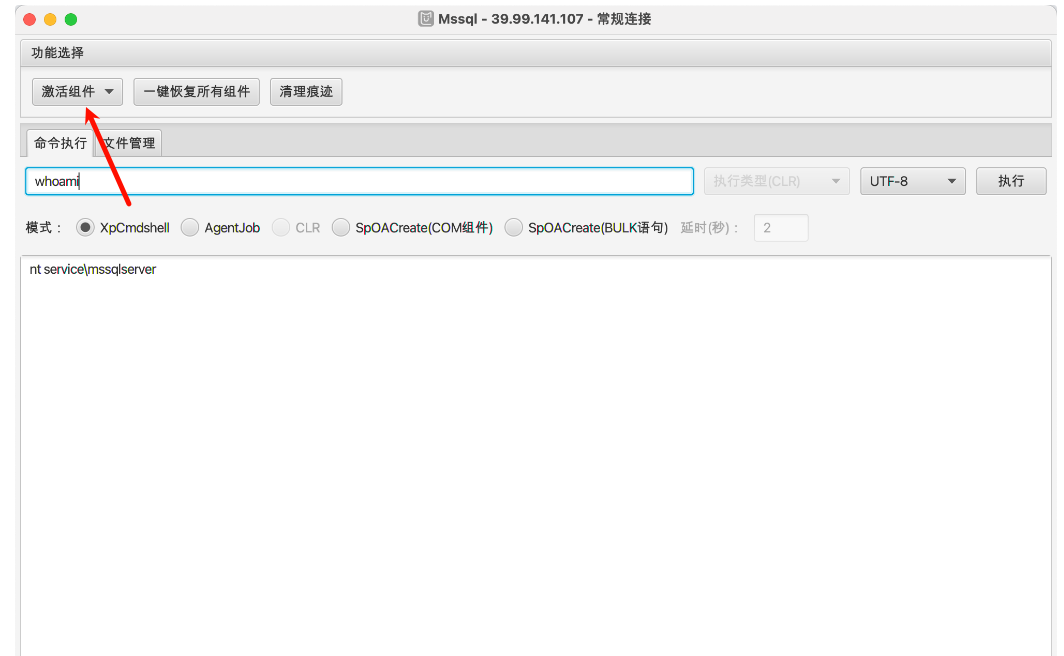 Mssql - 39.99.141.107 - 常规连接
功能选择
激活组件 一键恢复所有组件 清理痕迹
命令执行 文件管理
whoami 执行类型(CLR) UTF-8 执行
模式： XpCmdshell AgentJob CLR SpOACreate(COM组件) SpOACreate(BULK语句) 延时(秒)： 2
nt service\mssqlserver